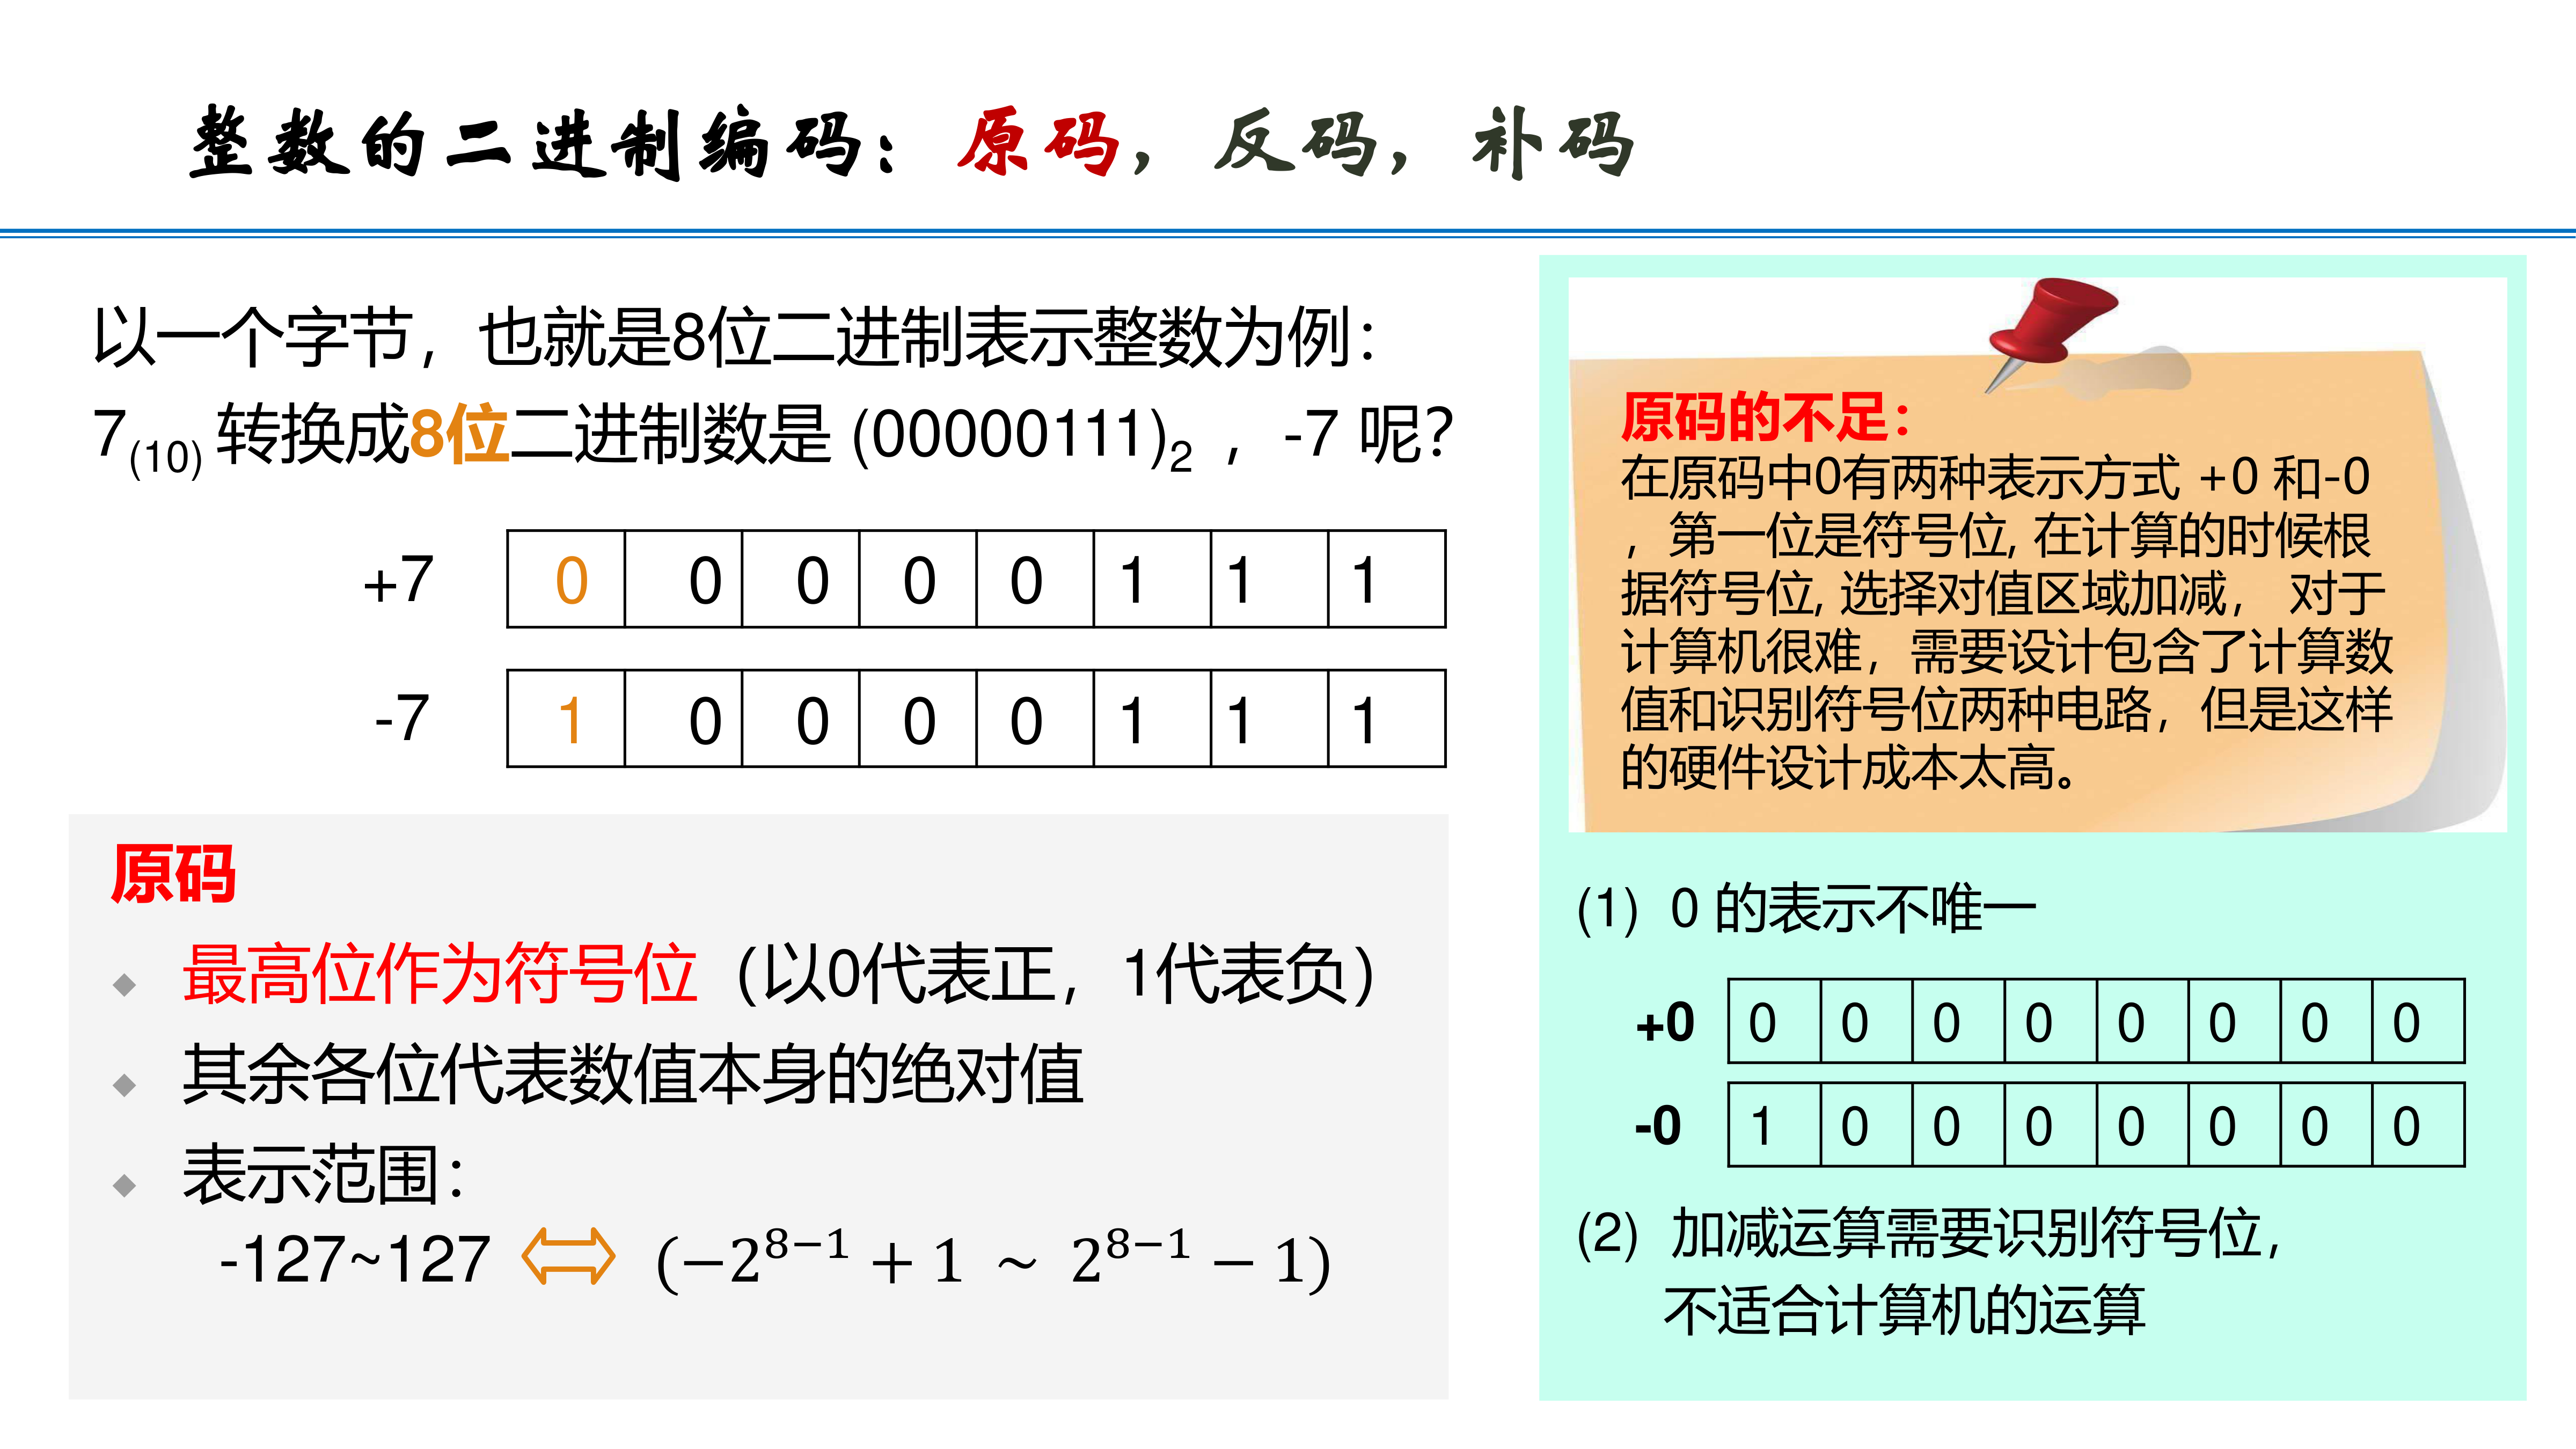 整数的二进制编码：原码，反码，补码
以一个字节，也就是8位二进制表示整数为例：
7(10) 转换成8位二进制数是 (00000111)2 ，-7 呢？
+7 0 0 0 0 0 1 1 1
-7 1 0 0 0 0 1 1 1
原码
最高位作为符号位（以0代表正，1代表负）
其余各位代表数值本身的绝对值
表示范围：
-127~127 (−2^{8−1} + 1 ~ 2^{8−1} − 1)
原码的不足：
在原码中0有两种表示方式 +0 和-0
，第一位是符号位, 在计算的时候根
据符号位, 选择对值区域加减， 对于
计算机很难，需要设计包含了计算数
值和识别符号位两种电路，但是这样
的硬件设计成本太高。
(1) 0 的表示不唯一
+0 0 0 0 0 0 0 0 0
-0 1 0 0 0 0 0 0 0
(2) 加减运算需要识别符号位，
不适合计算机的运算